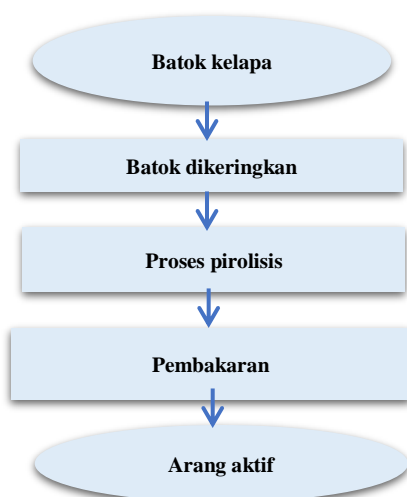 Batok kelapa
Batok dikeringkan
Proses pirolisis
Pembakaran
Arang aktif